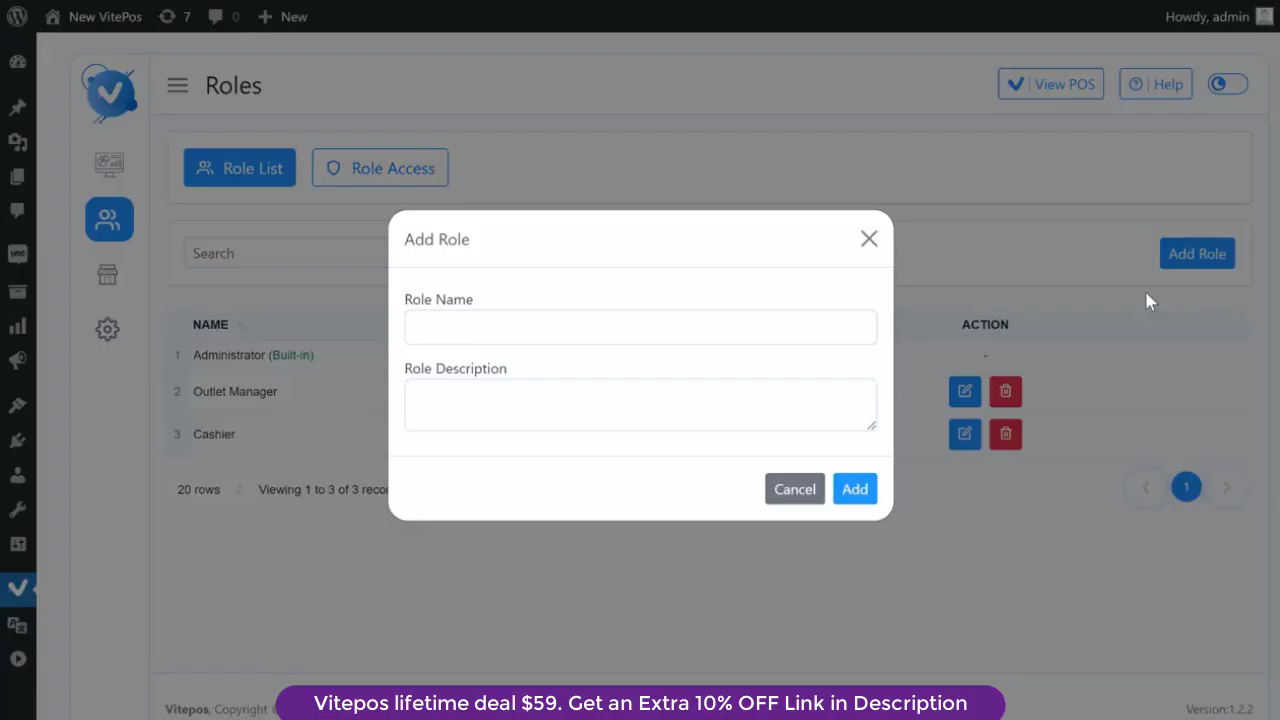 New VitePos 7 0 New Howdy, admin
Roles View POS Help
Role List Role Access
Add Role
Search Add Role
Role Name
NAME ACTION
1 Administrator (Built-in) -
Role Description
2 Outlet Manager
3 Cashier
20 rows Viewing 1 to 3 of 3 Cancel Add 1
WOO
Vitepos, Copyright Version:1.2.2
Vitepos lifetime deal $59. Get an Extra 10% OFF Link in Description